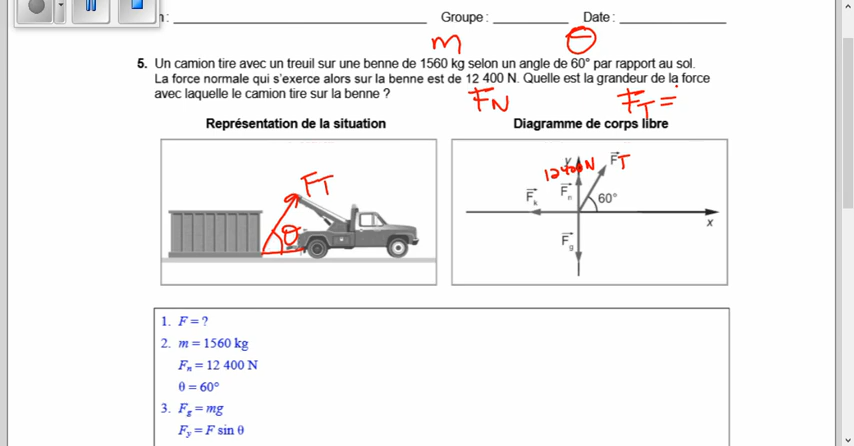 Groupe : Date :
m θ
5. Un camion tire avec un treuil sur une benne de 1560 kg selon un angle de 60° par rapport au sol.
La force normale qui s'exerce alors sur la benne est de 12 400 N. Quelle est la grandeur de la force
avec laquelle le camion tire sur la benne ?
FN FT =
Représentation de la situation
FT
θ
Diagramme de corps libre
y
12400N
F⃗T
F⃗n
F⃗k
60°
x
F⃗g
1. F = ?
2. m = 1560 kg
Fn = 12 400 N
θ = 60°
3. Fg = mg
Fy = F sin θ